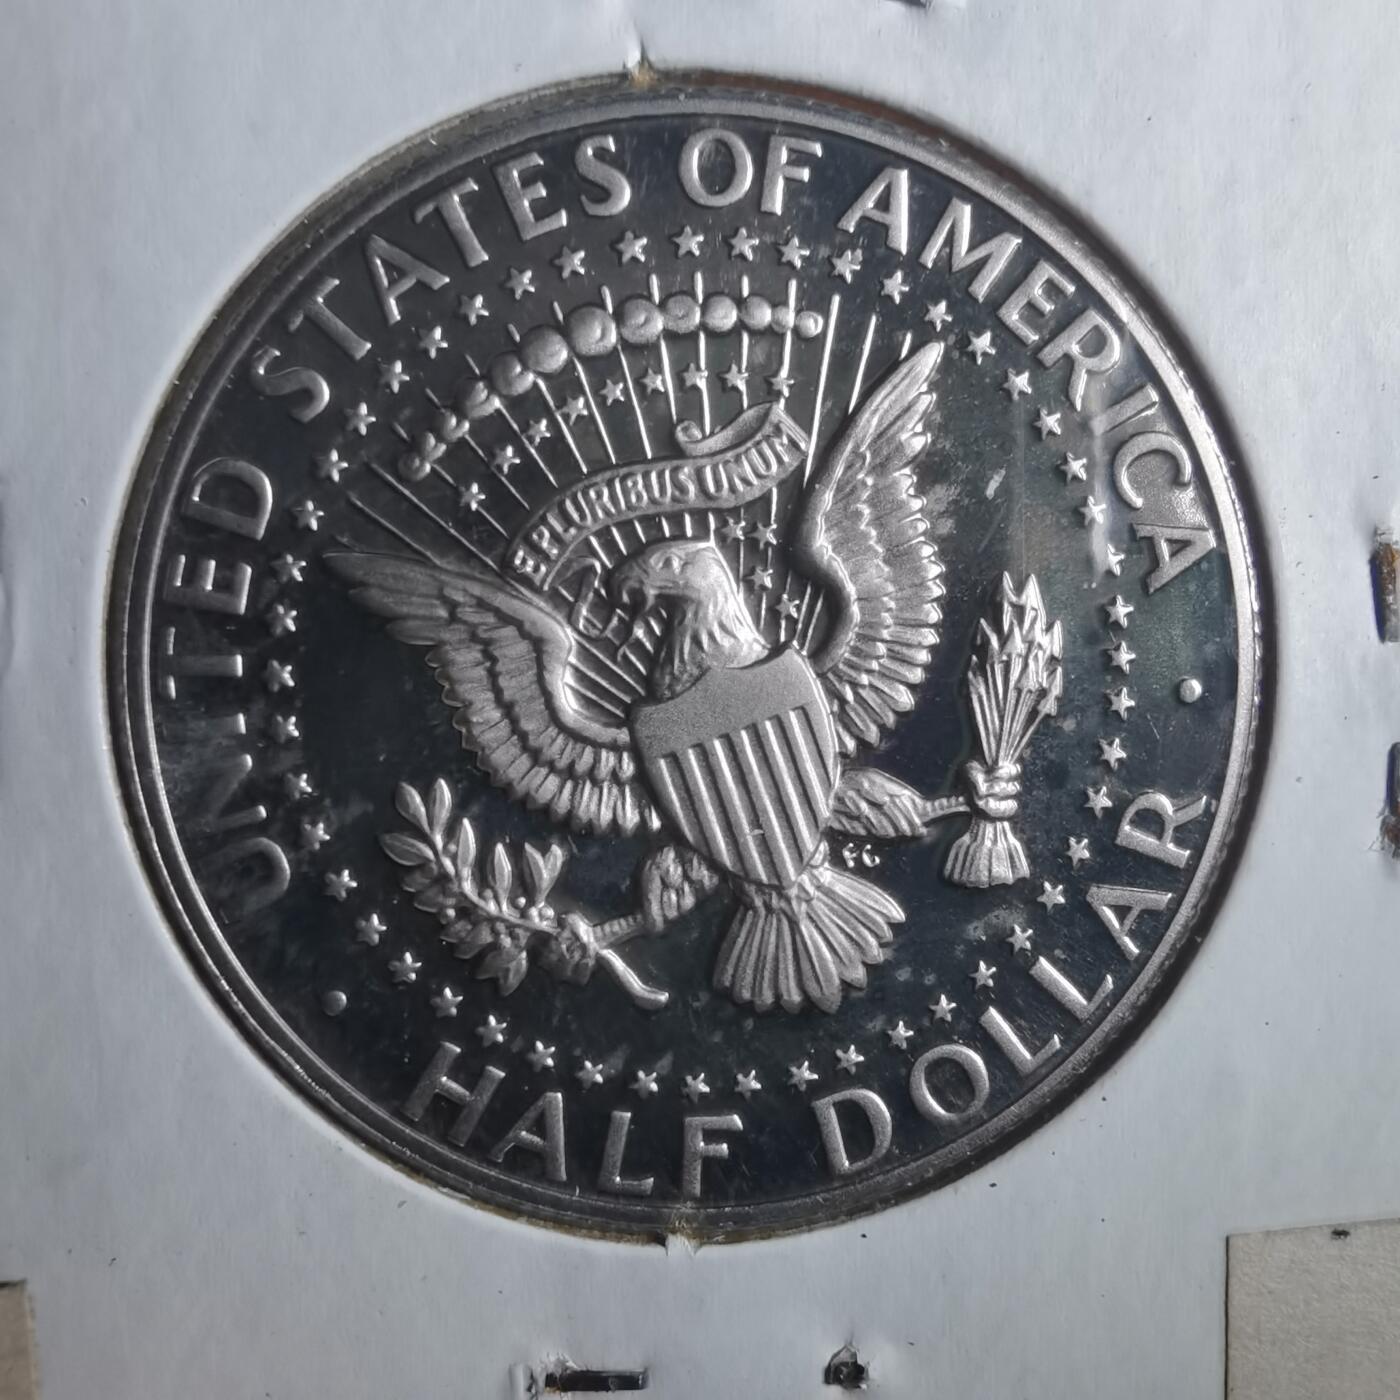 UNITED STATES OF AMERICA
E PLURIBUS UNUM
FG
HALF DOLLAR